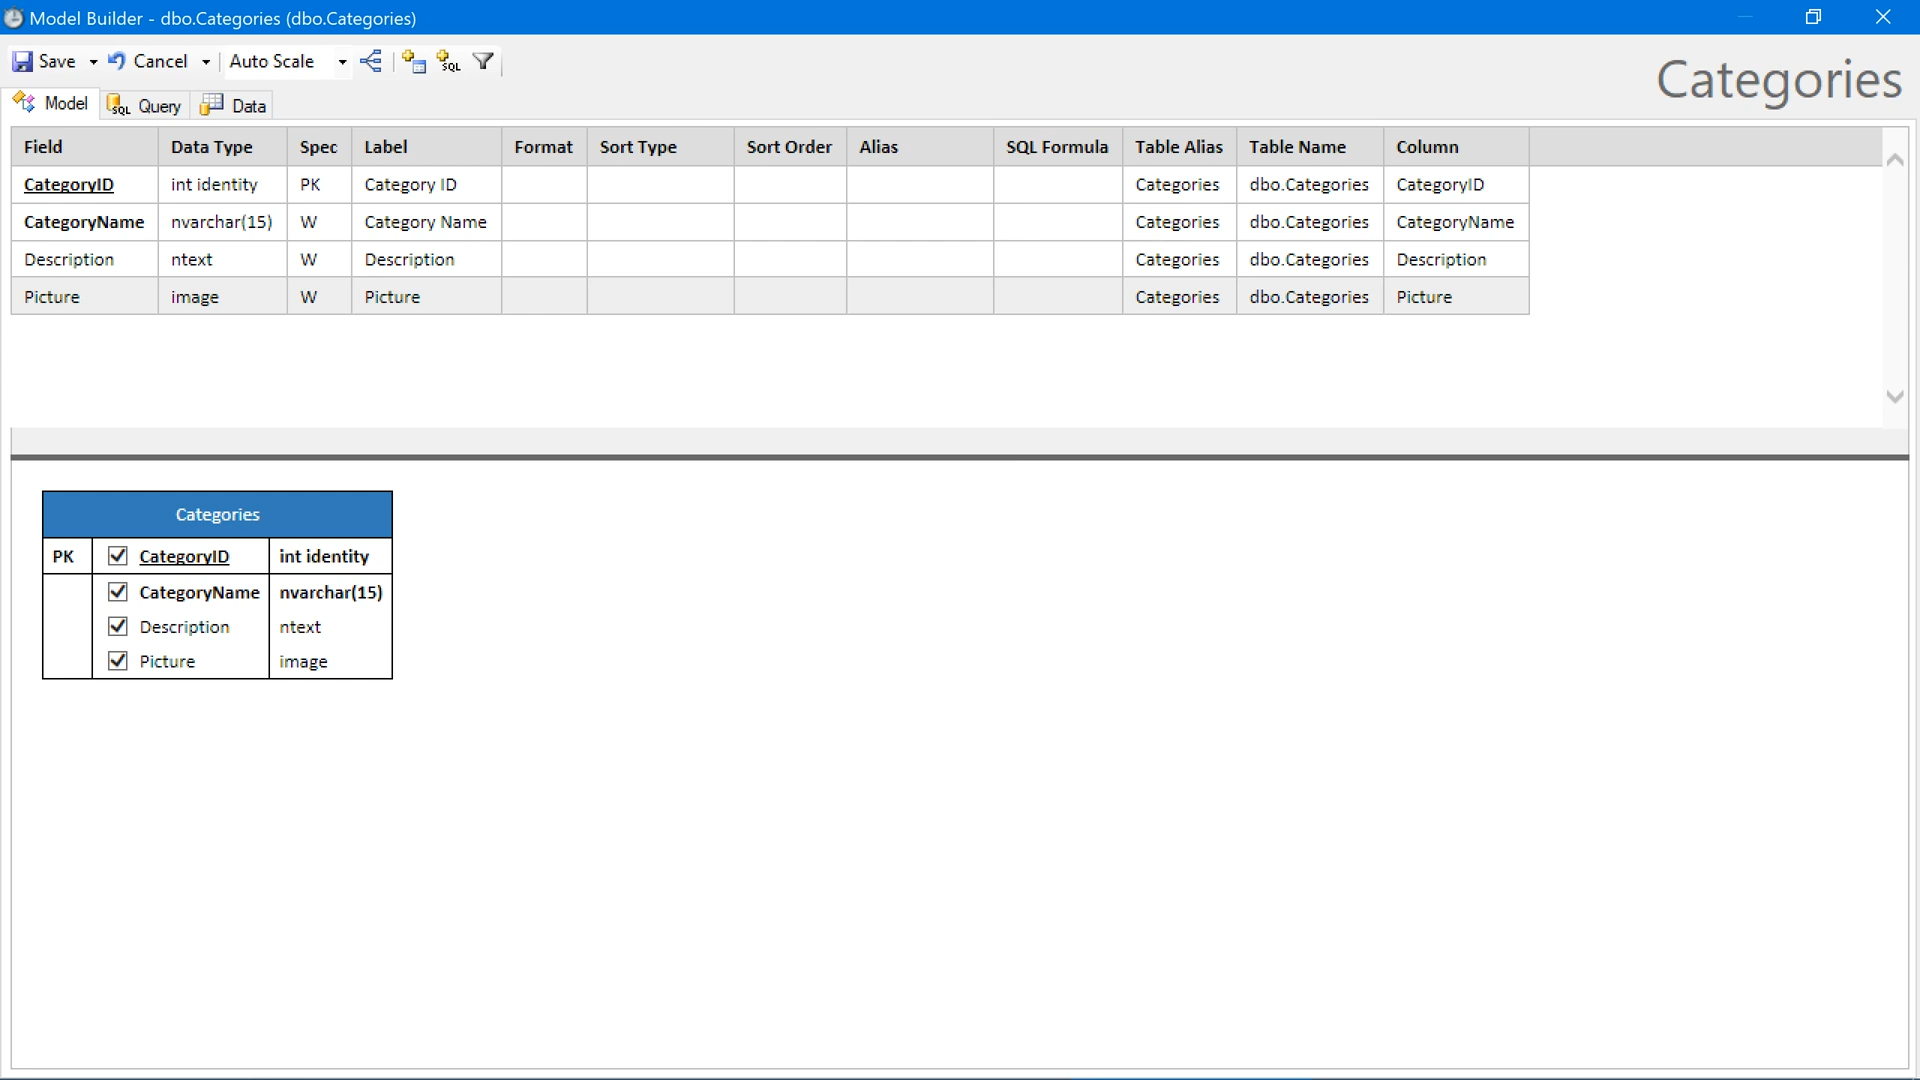 Model Builder - dbo.Categories (dbo.Categories)
Save Cancel Auto Scale SQL
Categories
Model SQL Query Data
Field Data Type Spec Label Format Sort Type Sort Order Alias SQL Formula Table Alias Table Name Column
CategoryID int identity PK Category ID Categories dbo.Categories CategoryID
CategoryName nvarchar(15) W Category Name Categories dbo.Categories CategoryName
Description ntext W Description Categories dbo.Categories Description
Picture image W Picture Categories dbo.Categories Picture
Categories
PK CategoryID int identity
CategoryName nvarchar(15)
Description ntext
Picture image